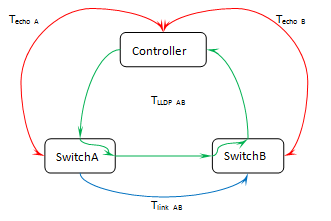 Techo A
Techo B
Controller
TLLDP AB
SwitchA
SwitchB
Tlink AB